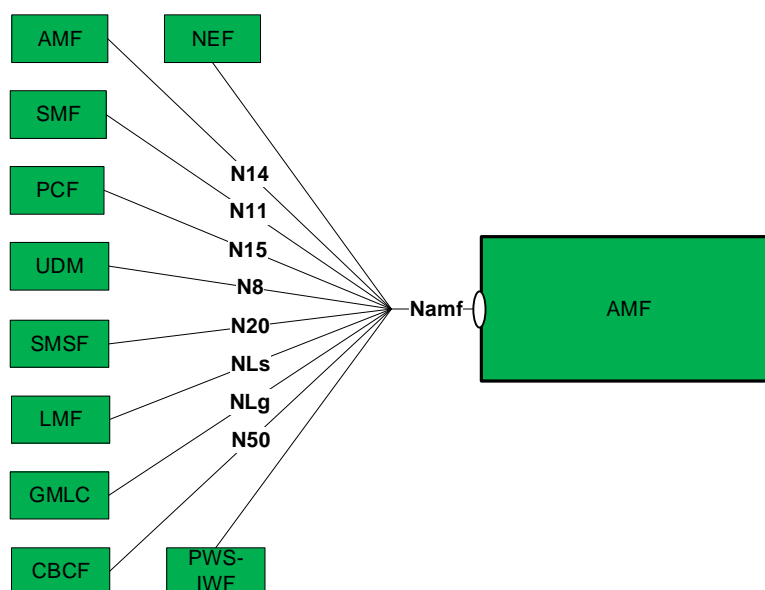 AMF
NEF
SMF
N14
PCF
N11
N15
UDM
N8
Namf
AMF
SMSF
N20
NLs
LMF
NLg
N50
GMLC
CBCF
PWS-
IWF